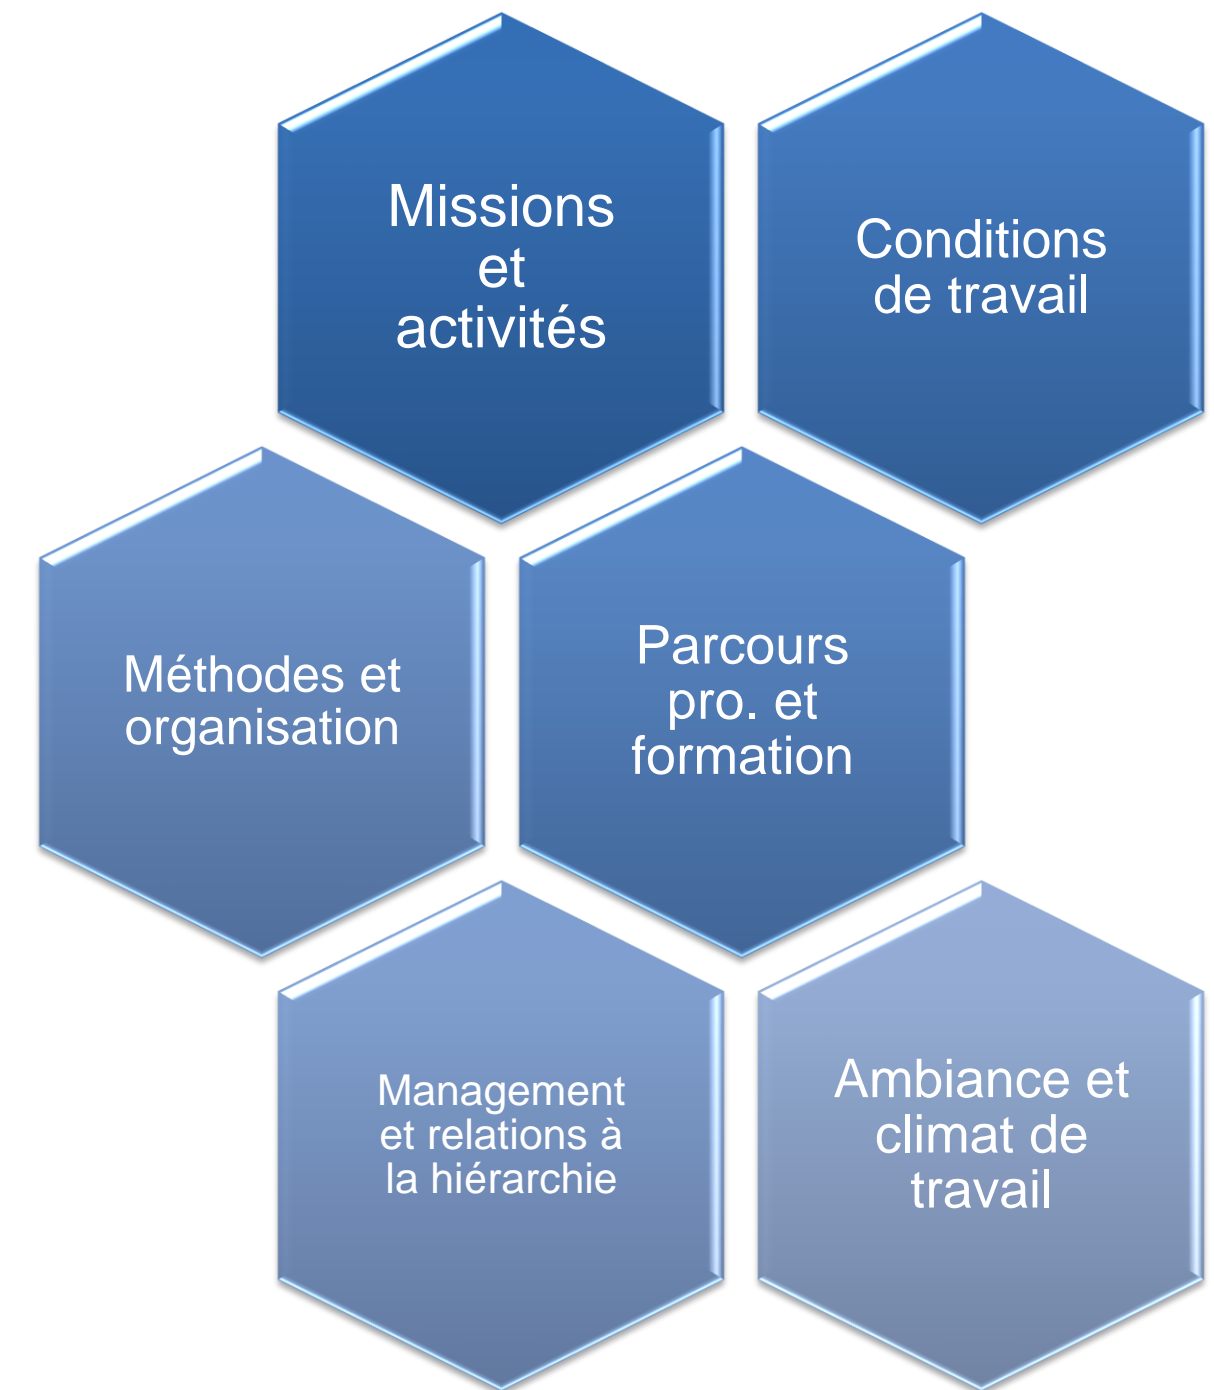 Missions
et
activités
Conditions
de travail
Méthodes et
organisation
Parcours
pro. et
formation
Management
et relations à
la hiérarchie
Ambiance et
climat de
travail